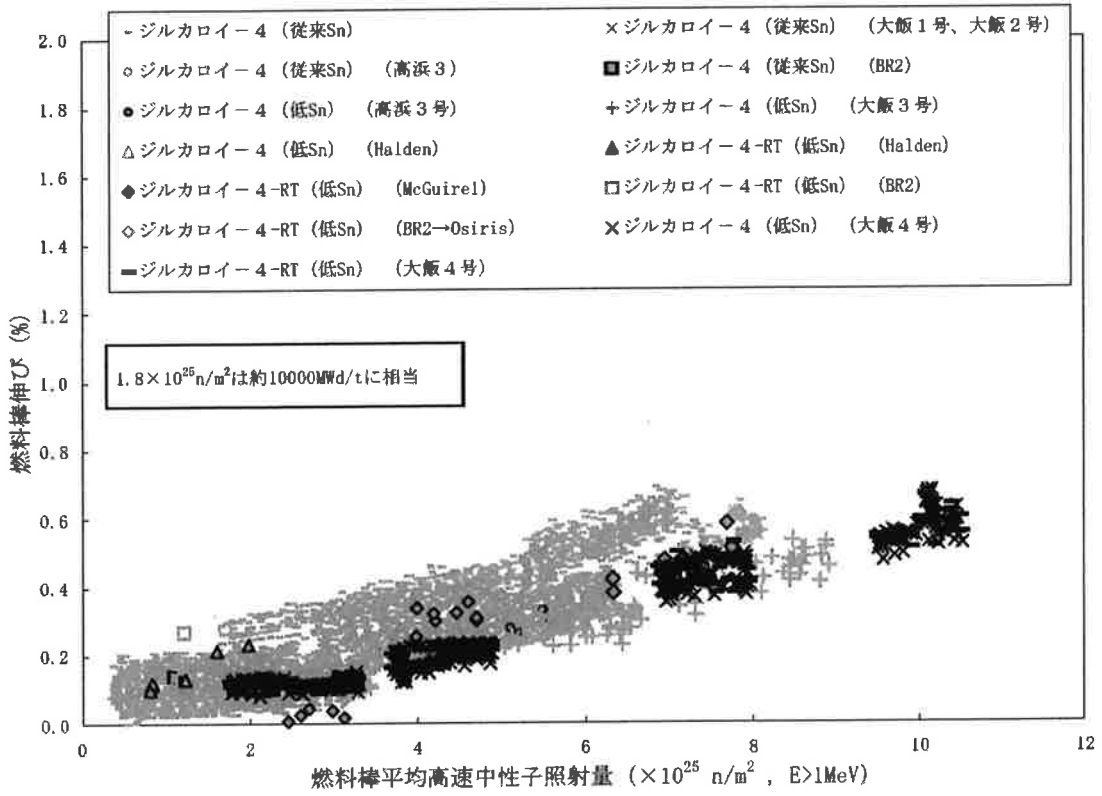 ジルカロイ-4 (従来Sn)
ジルカロイ-4 (従来Sn) (大飯1号、大飯2号)
ジルカロイ-4 (従来Sn) (高浜3)
ジルカロイ-4 (従来Sn) (BR2)
ジルカロイ-4 (低Sn) (高浜3号)
ジルカロイ-4 (低Sn) (大飯3号)
ジルカロイ-4 (低Sn) (Halden)
ジルカロイ-4-RT (低Sn) (Halden)
ジルカロイ-4-RT (低Sn) (McGuire1)
ジルカロイ-4-RT (低Sn) (BR2)
ジルカロイ-4-RT (低Sn) (BR2→Osiris)
ジルカロイ-4 (低Sn) (大飯4号)
ジルカロイ-4-RT (低Sn) (大飯4号)
1.8×10²⁵n/m²は約10000MWd/tに相当
燃料棒伸び (%)
2.0
1.8
1.6
1.4
1.2
1.0
0.8
0.6
0.4
0.2
0.0
0 2 4 6 8 10 12
燃料棒平均高速中性子照射量 (×10²⁵ n/m² , E>1MeV)